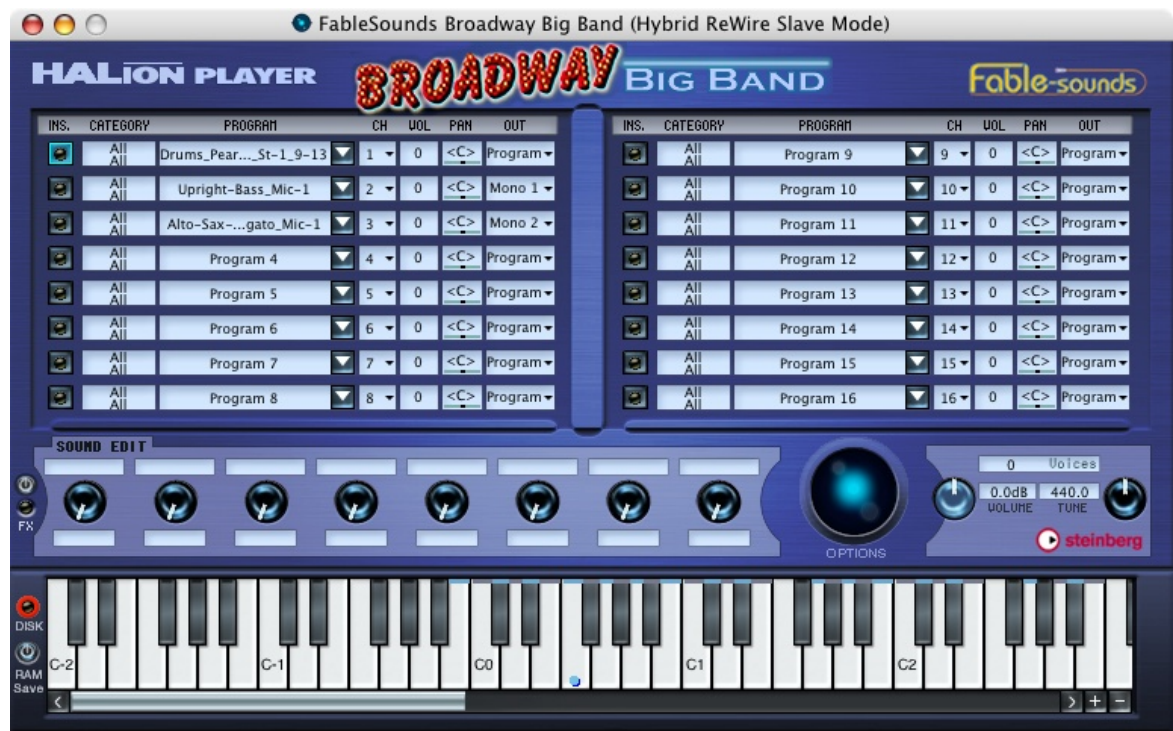 FableSounds Broadway Big Band (Hybrid ReWire Slave Mode)
HALion PLAYER BROADWAY BIG BAND Fable-sounds
INS. CATEGORY PROGRAM CH VOL PAN OUT INS. CATEGORY PROGRAM CH VOL PAN OUT
All All Drums_Pear..._St-1_9-13 1 0 <C> Program All All Program 9 9 0 <C> Program
All All Upright-Bass_Mic-1 2 0 <C> Mono 1 All All Program 10 10 0 <C> Program
All All Alto-Sax-...gato_Mic-1 3 0 <C> Mono 2 All All Program 11 11 0 <C> Program
All All Program 4 4 0 <C> Program All All Program 12 12 0 <C> Program
All All Program 5 5 0 <C> Program All All Program 13 13 0 <C> Program
All All Program 6 6 0 <C> Program All All Program 14 14 0 <C> Program
All All Program 7 7 0 <C> Program All All Program 15 15 0 <C> Program
All All Program 8 8 0 <C> Program All All Program 16 16 0 <C> Program
SOUND EDIT
FX
OPTIONS
0 Voices
0.0dB 440.0
VOLUME TUNE
steinberg
DISK
RAM
Save
C-2 C-1 C0 C1 C2
< > + -